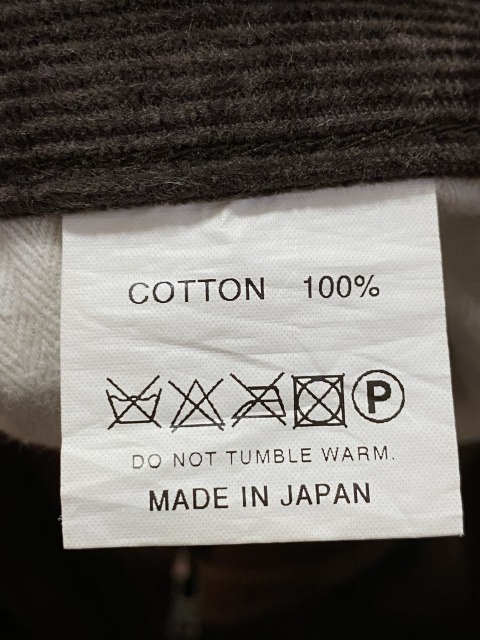 COTTON 100%
P
DO NOT TUMBLE WARM.
MADE IN JAPAN